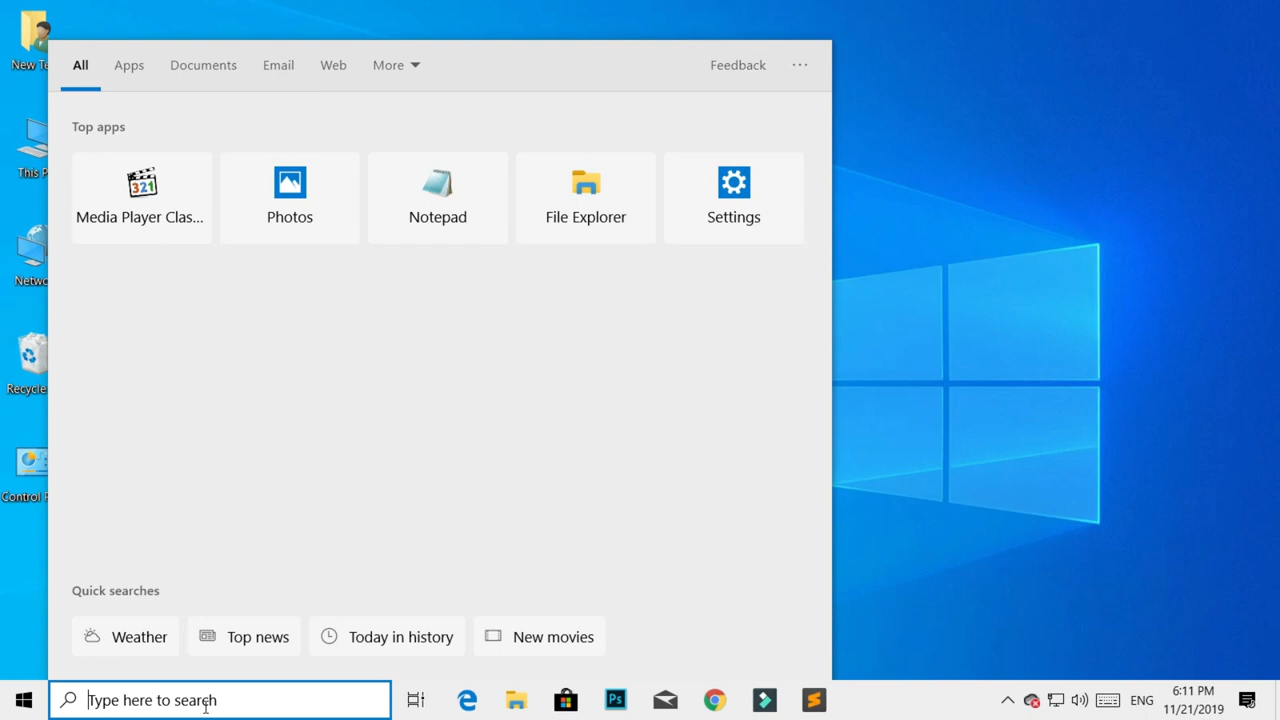 New Te
This P
Netwo
Recycle
Control P
All Apps Documents Email Web More Feedback
Top apps
321
Media Player Clas... Photos Notepad File Explorer Settings
Quick searches
Weather Top news Today in history New movies
Type here to search
Ps
ENG
6:11 PM
11/21/2019